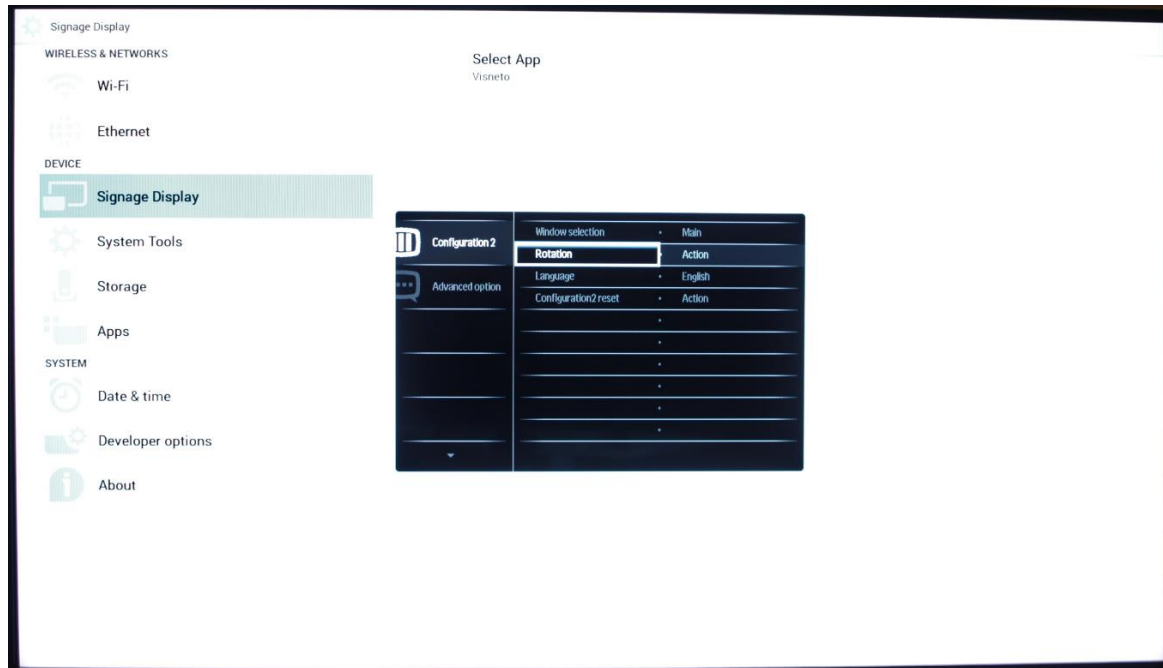 Signage Display
WIRELESS & NETWORKS
Wi-Fi
Ethernet
DEVICE
Signage Display
System Tools
Storage
Apps
SYSTEM
Date & time
Developer options
About
Select App
Visneto
Configuration 2
Advanced option
Window selection • Main
Rotation Action
Language • English
Configuration2 reset • Action